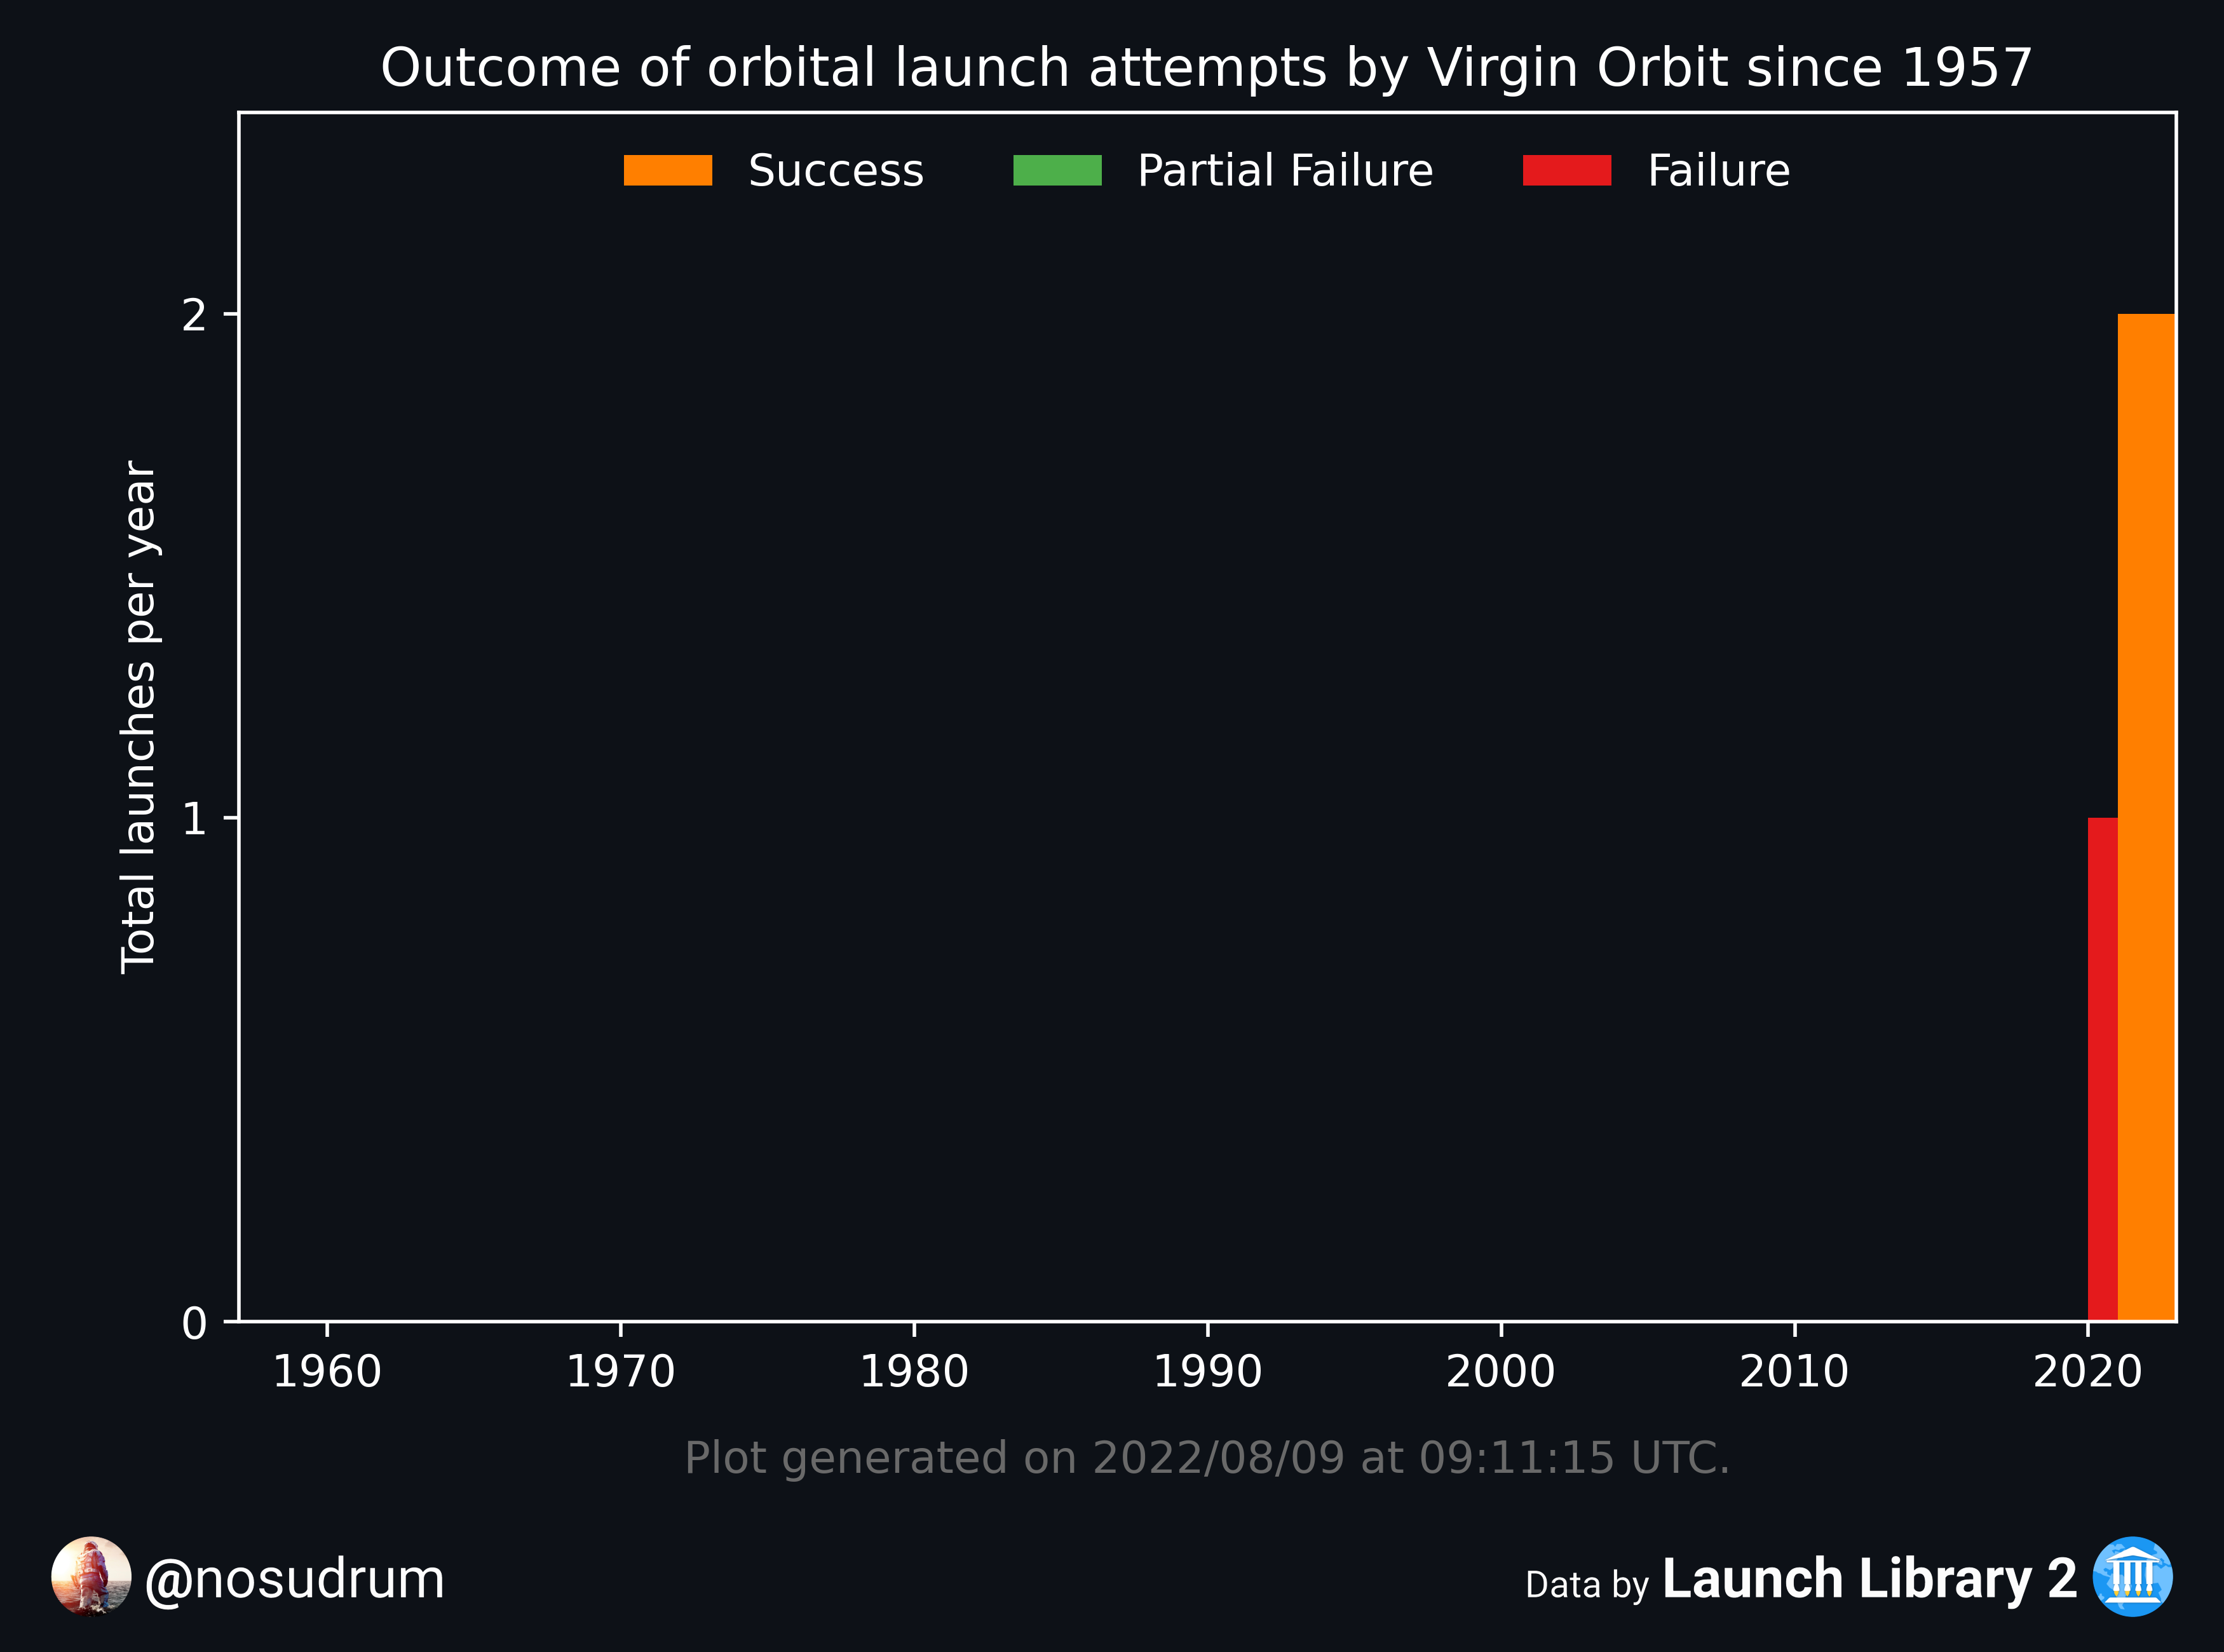 Outcome of orbital launch attempts by Virgin Orbit since 1957
Success Partial Failure Failure
Total launches per year
2
1
0
1960 1970 1980 1990 2000 2010 2020
Plot generated on 2022/08/09 at 09:11:15 UTC.
@nosudrum
Data by Launch Library 2